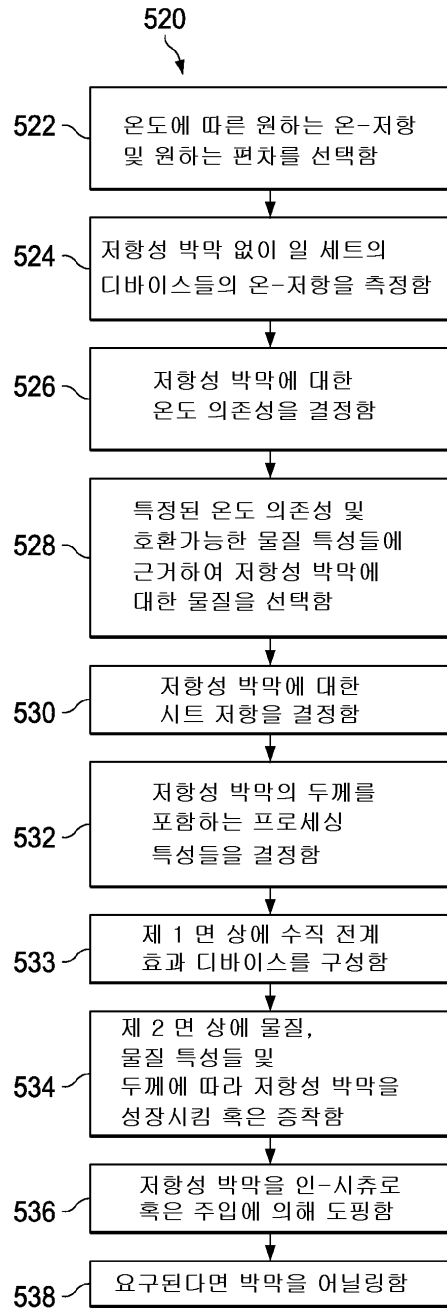 520
522
온도에 따른 원하는 온-저항
및 원하는 편차를 선택함
524
저항성 박막 없이 일 세트의
디바이스들의 온-저항을 측정함
526
저항성 박막에 대한
온도 의존성을 결정함
528
특정된 온도 의존성 및
호환가능한 물질 특성들에
근거하여 저항성 박막에
대한 물질을 선택함
530
저항성 박막에 대한
시트 저항을 결정함
532
저항성 박막의 두께를
포함하는 프로세싱
특성들을 결정함
533
제 1 면 상에 수직 전계
효과 디바이스를 구성함
534
제 2 면 상에 물질,
물질 특성들 및
두께에 따라 저항성 박막을
성장시킴 혹은 증착함
536
저항성 박막을 인-시츄로
혹은 주입에 의해 도핑함
538
요구된다면 박막을 어닐링함